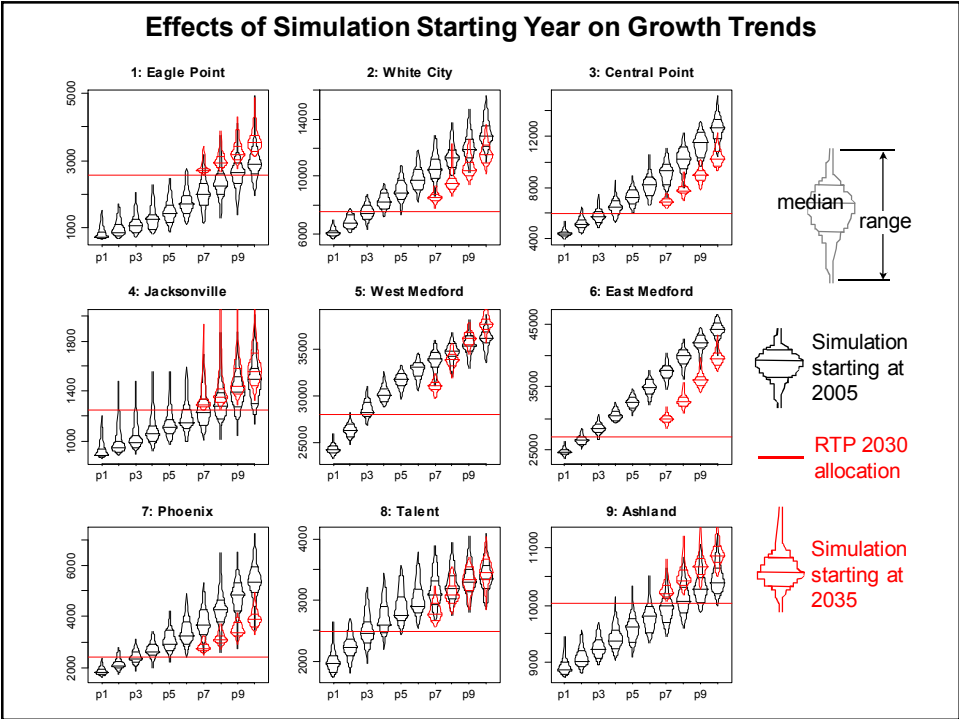 Effects of Simulation Starting Year on Growth Trends
1: Eagle Point
5000
3000
1000
p1 p3 p5 p7 p9
2: White City
14000
10000
6000
p1 p3 p5 p7 p9
3: Central Point
12000
8000
4000
p1 p3 p5 p7 p9
median
range
4: Jacksonville
1800
1400
1000
p1 p3 p5 p7 p9
5: West Medford
35000
30000
25000
p1 p3 p5 p7 p9
6: East Medford
45000
35000
25000
p1 p3 p5 p7 p9
Simulation
starting at
2005
RTP 2030
allocation
7: Phoenix
6000
4000
2000
p1 p3 p5 p7 p9
8: Talent
4000
3000
2000
p1 p3 p5 p7 p9
9: Ashland
11000
10000
9000
p1 p3 p5 p7 p9
Simulation
starting at
2035